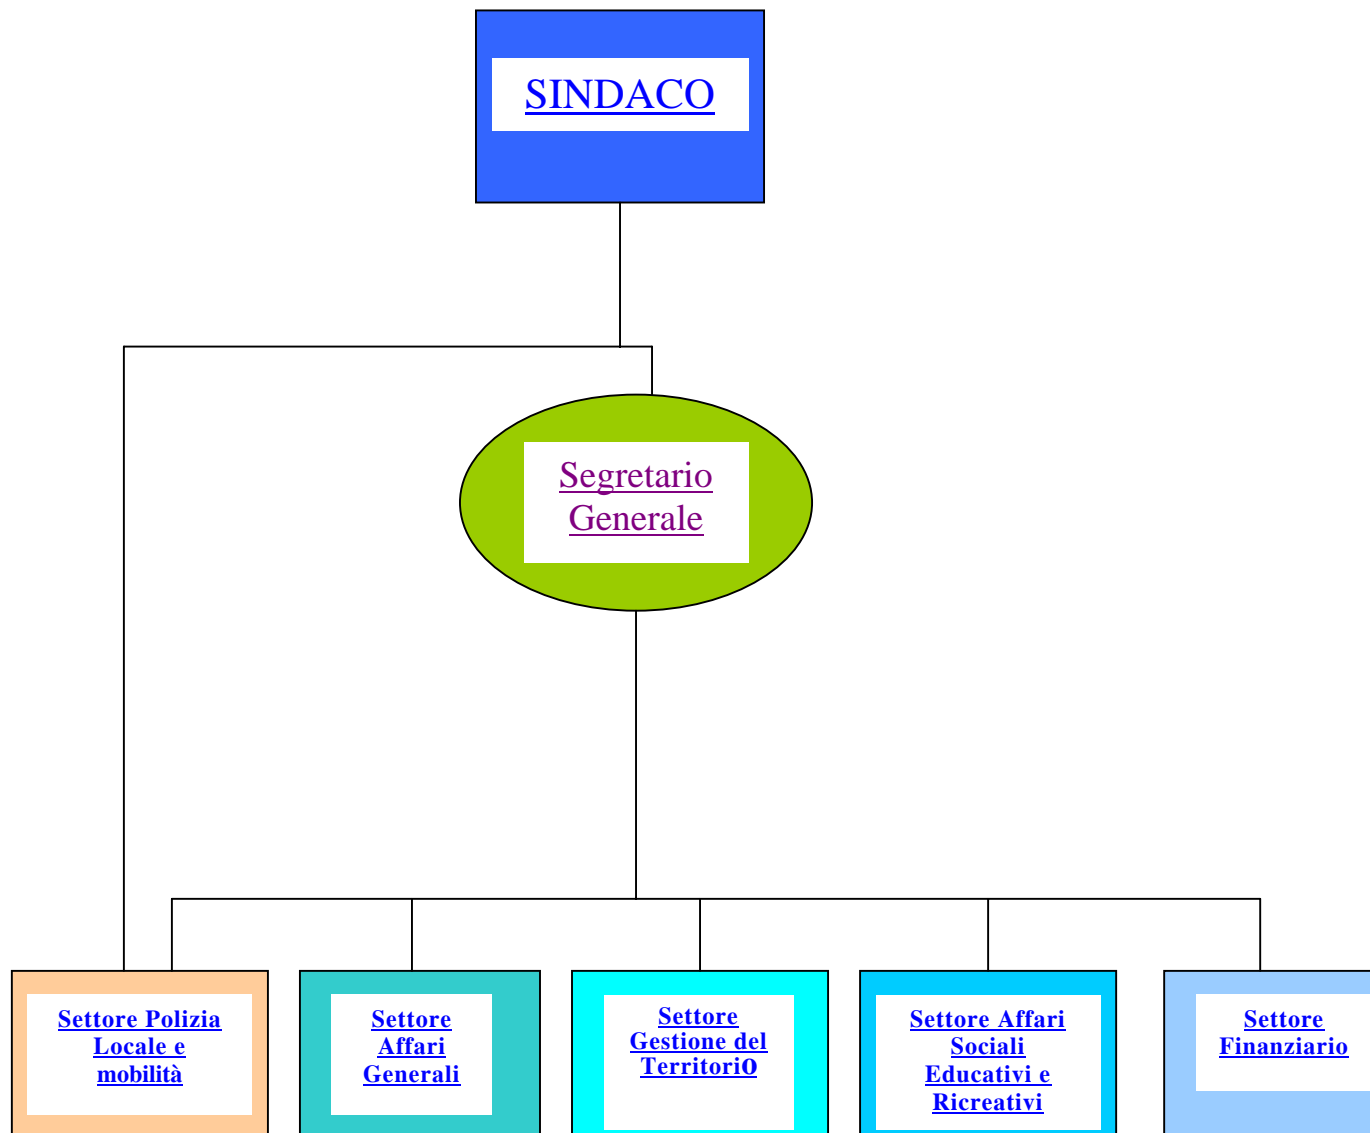 SINDACO
Segretario
Generale
Settore Polizia
Locale e
mobilità
Settore
Affari
Generali
Settore
Gestione del
Territorio
Settore Affari
Sociali
Educativi e
Ricreativi
Settore
Finanziario